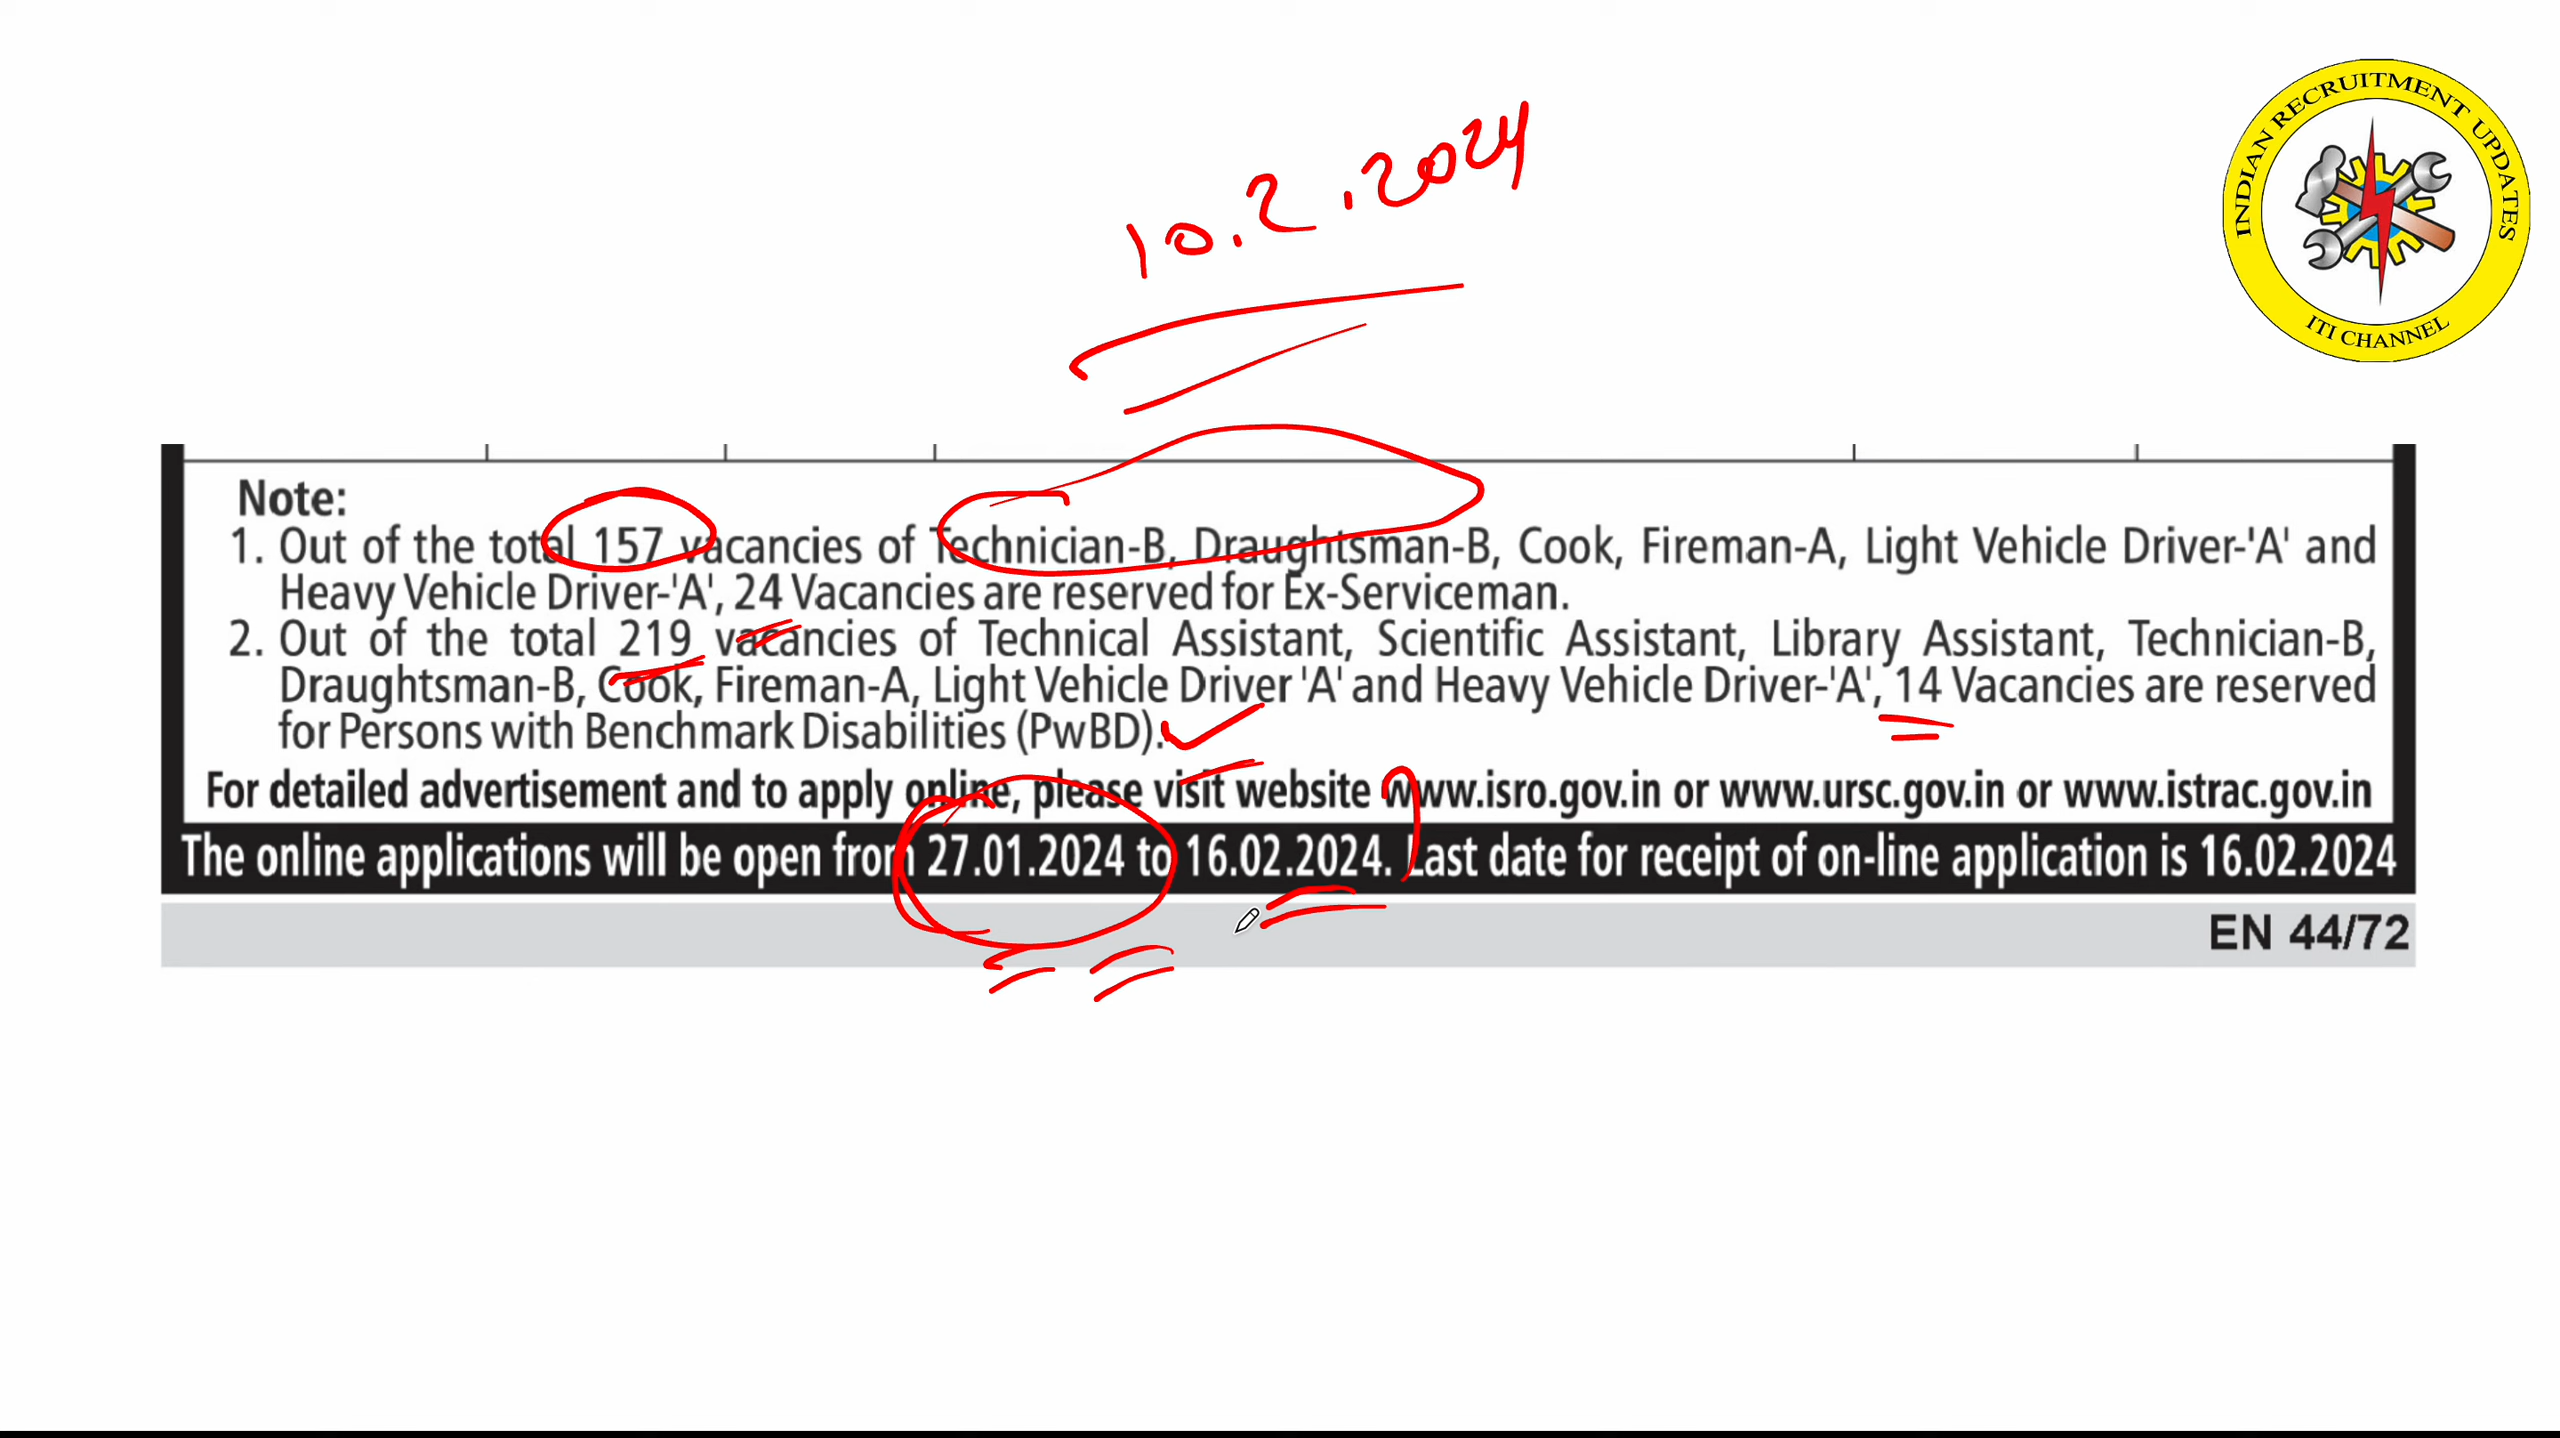 INDIAN RECRUITMENT UPDATES
ITI CHANNEL
10.2.2024
Note:
1. Out of the total 157 vacancies of Technician-B, Draughtsman-B, Cook, Fireman-A, Light Vehicle Driver-'A' and
Heavy Vehicle Driver-'A', 24 Vacancies are reserved for Ex-Serviceman.
2. Out of the total 219 vacancies of Technical Assistant, Scientific Assistant, Library Assistant, Technician-B,
Draughtsman-B, Cook, Fireman-A, Light Vehicle Driver 'A' and Heavy Vehicle Driver-'A', 14 Vacancies are reserved
for Persons with Benchmark Disabilities (PwBD).
For detailed advertisement and to apply online, please visit website www.isro.gov.in or www.ursc.gov.in or www.istrac.gov.in
The online applications will be open from 27.01.2024 to 16.02.2024. Last date for receipt of on-line application is 16.02.2024
EN 44/72